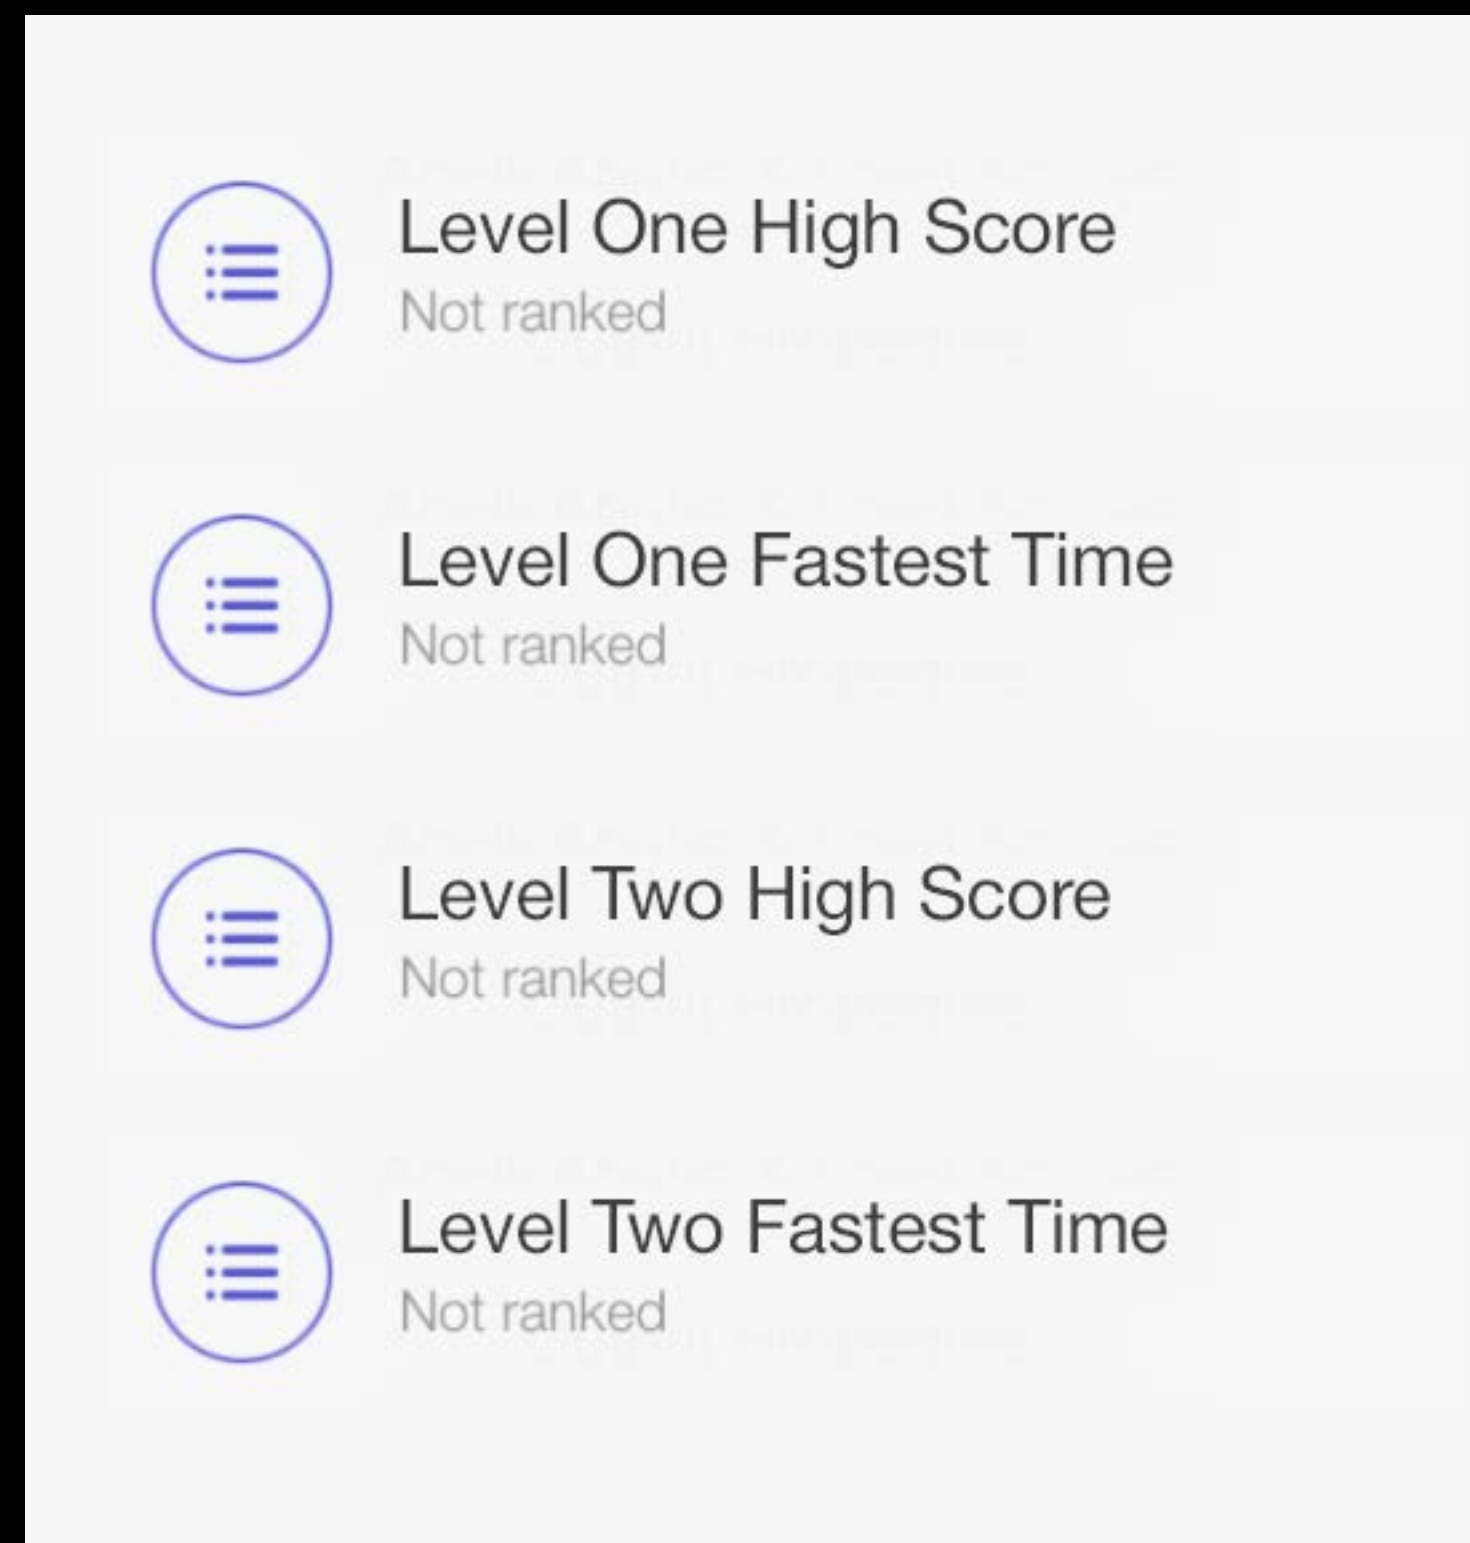 Level One High Score
Not ranked
Level One Fastest Time
Not ranked
Level Two High Score
Not ranked
Level Two Fastest Time
Not ranked